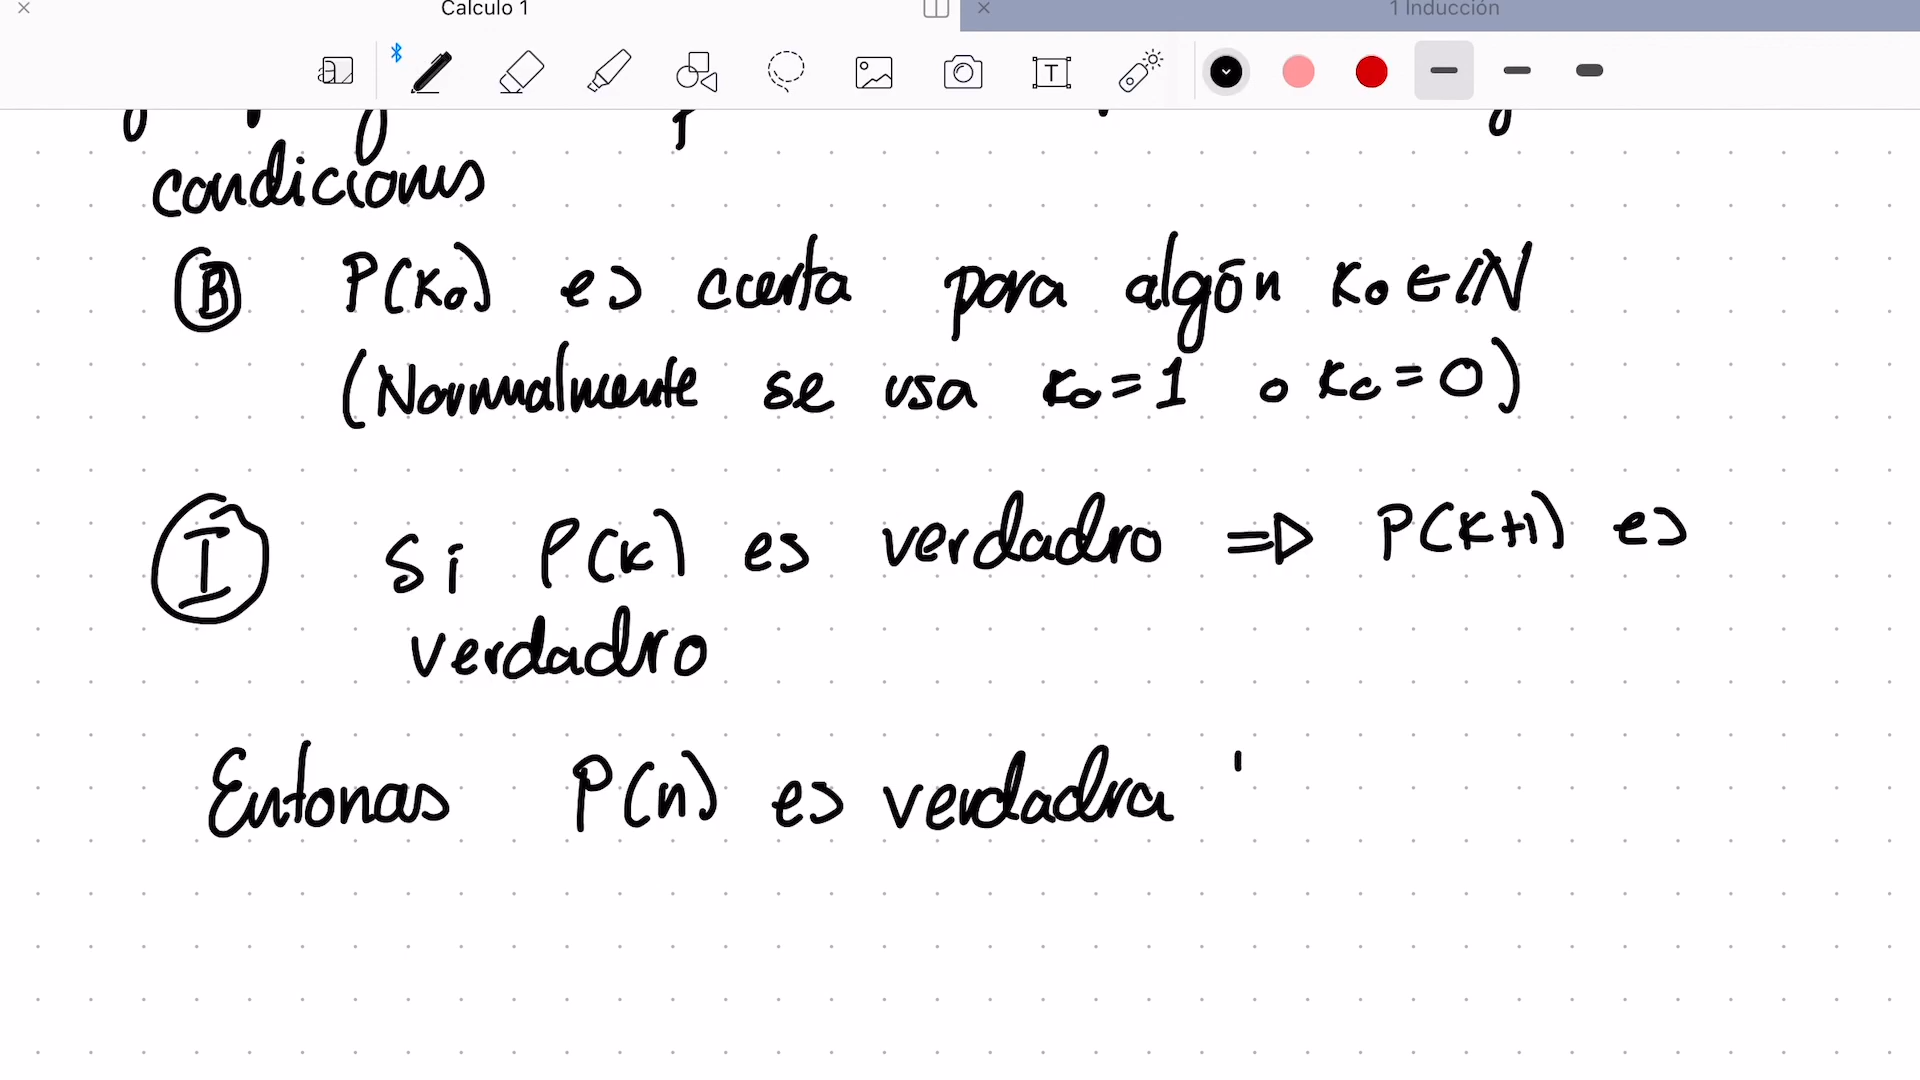 Calculo 1
1 Inducción
condiciones
B P(K₀) es cierta para algún K₀ ∈ ℕ
(Normalmente se usa K₀ = 1 o K₀ = 0)
I Si P(K) es verdadro ⇒ P(K+1) es
verdadro
Entonces P(n) es verdadra